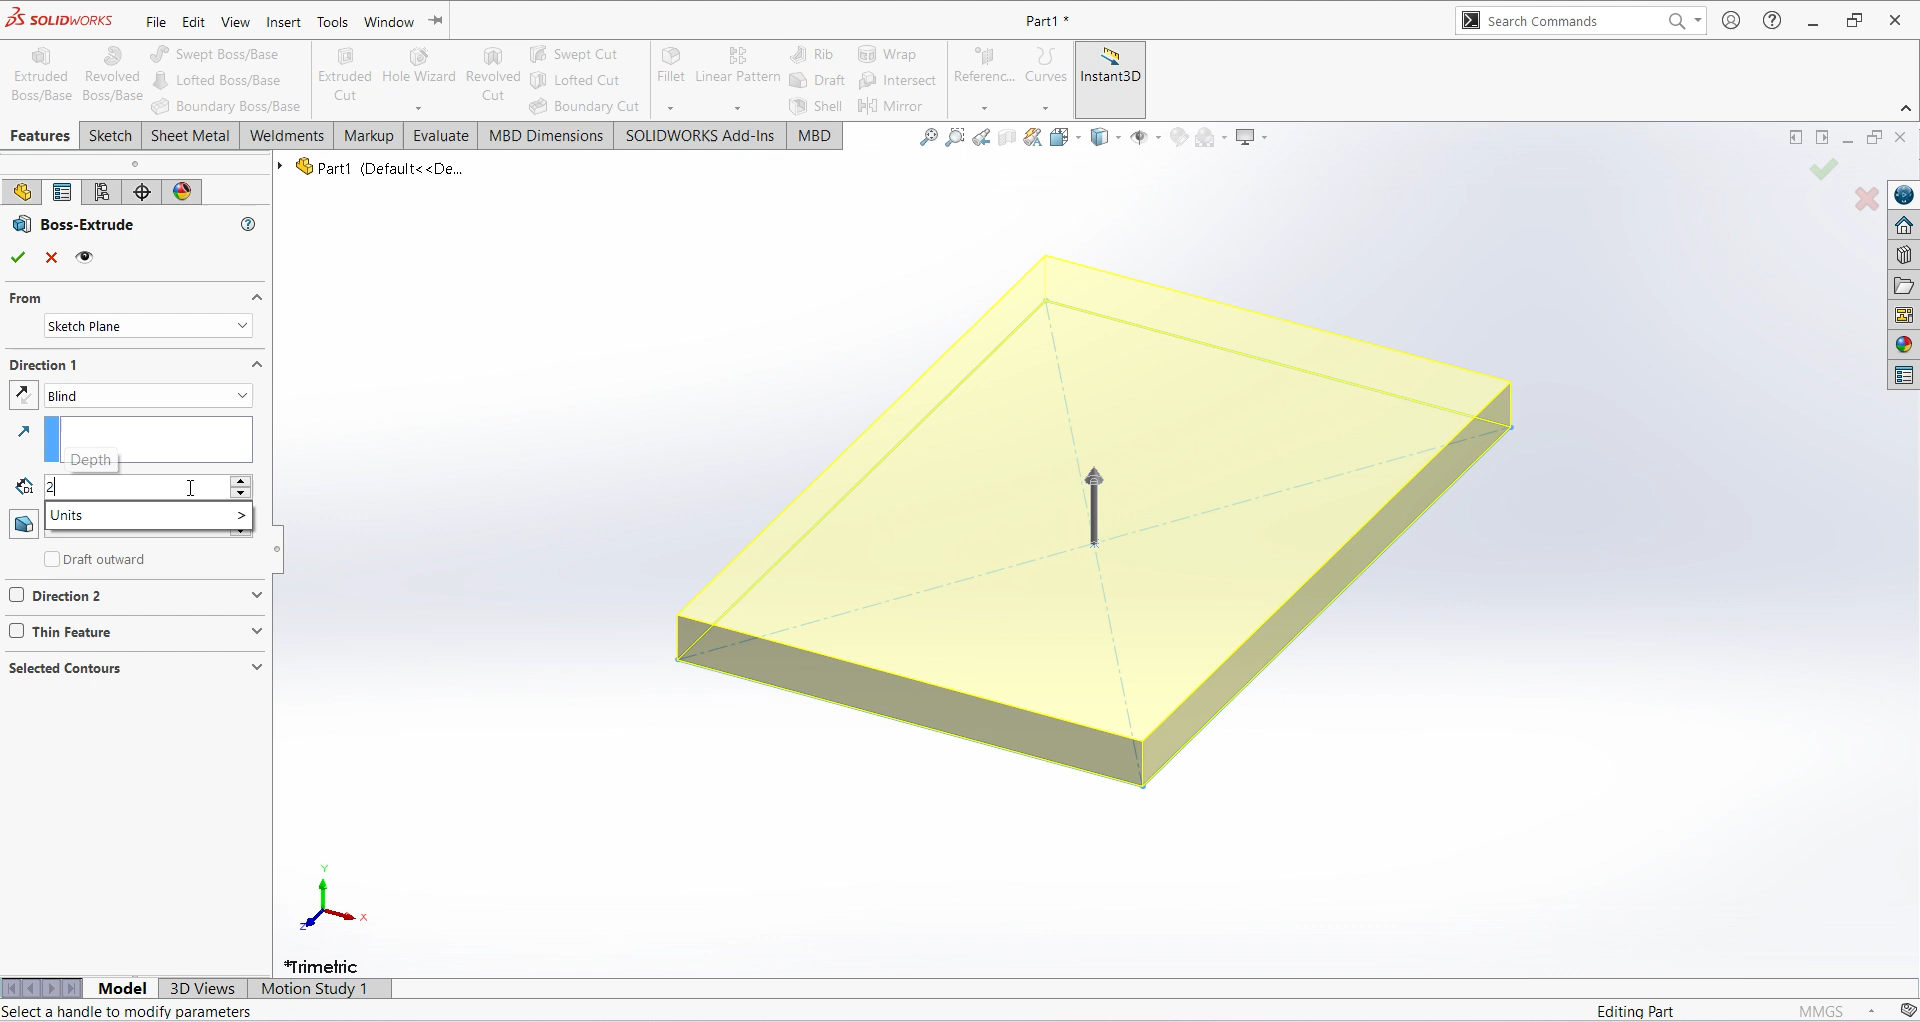 SOLIDWORKS File Edit View Insert Tools Window Part1 * Search Commands
Extruded Boss/Base
Revolved Boss/Base
Swept Boss/Base
Lofted Boss/Base
Boundary Boss/Base
Extruded Cut
Hole Wizard
Revolved Cut
Swept Cut
Lofted Cut
Boundary Cut
Fillet
Linear Pattern
Rib
Draft
Shell
Wrap
Intersect
Mirror
Referenc...
Curves
Instant3D
Features Sketch Sheet Metal Weldments Markup Evaluate MBD Dimensions SOLIDWORKS Add-Ins MBD
Part1 (Default<<De...
Boss-Extrude
From
Sketch Plane
Direction 1
Blind
Depth
D1 2
Units >
Draft outward
Direction 2
Thin Feature
Selected Contours
Y
X
Z
*Trimetric
Model 3D Views Motion Study 1
Select a handle to modify parameters Editing Part MMGS